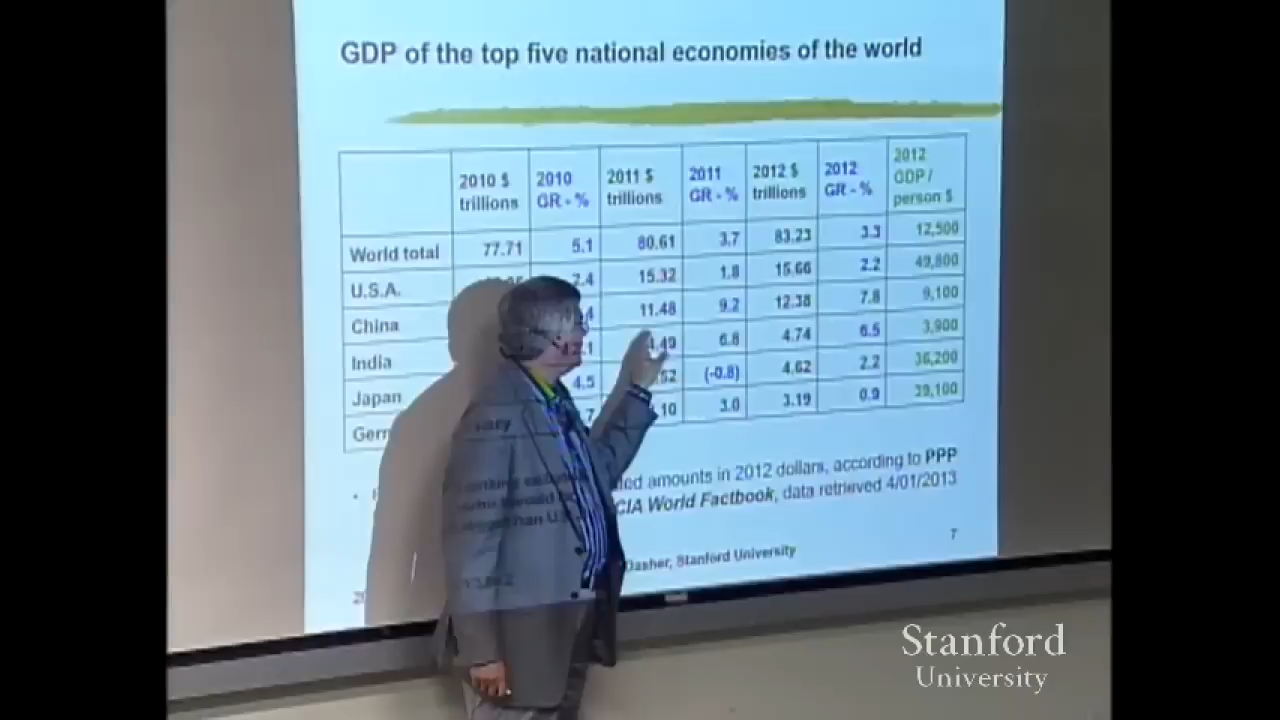 GDP of the top five national economies of the world
2010 $ trillions 2010 GR - % 2011 $ trillions 2011 GR - % 2012 $ trillions 2012 GR - % 2012 GDP / person $
World total 77.71 5.1 80.61 3.7 83.23 3.3 12,500
U.S.A. 2.4 15.32 1.8 15.66 2.2 49,800
China 11.48 9.2 12.38 7.8 9,100
India 6.8 4.74 6.5 3,900
Japan 4.5 (-0.8) 4.62 2.2 36,200
Germ 3.0 3.19 0.9 39,100
amounts in 2012 dollars, according to PPP
CIA World Factbook, data retrieved 4/01/2013
Dasher, Stanford University 7
Stanford
University